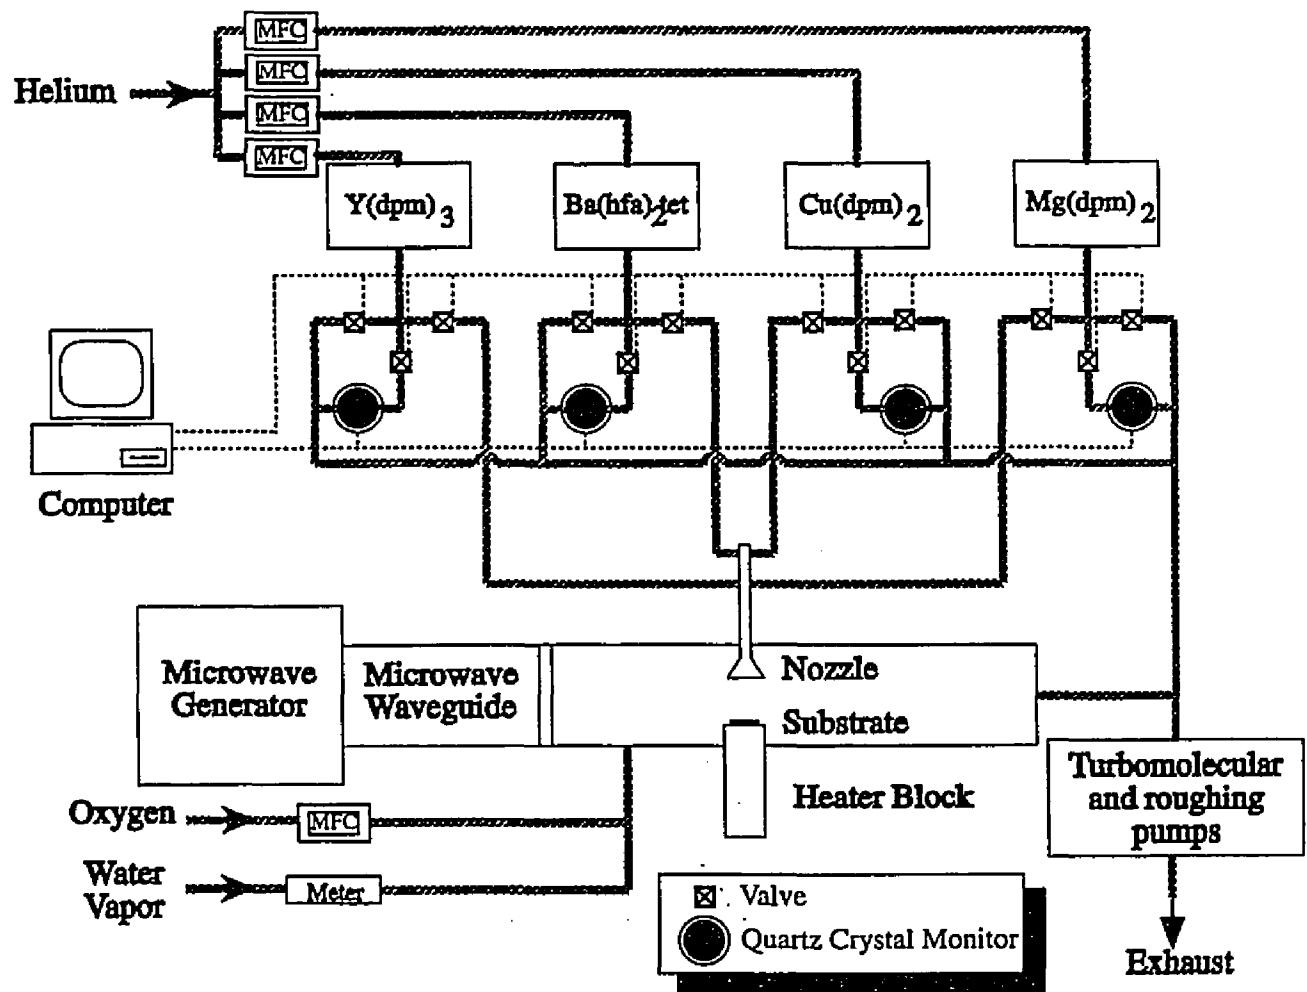 MFC
MFC
Helium
MFC
MFC
Y(dpm)3
Ba(hfa)2-tet
Cu(dpm)2
Mg(dpm)2
Computer
Microwave
Generator
Microwave
Waveguide
Nozzle
Substrate
Heater Block
Turbomolecular
and roughing
pumps
Oxygen
MFC
Water
Vapor
Meter
Valve
Quartz Crystal Monitor
Exhaust